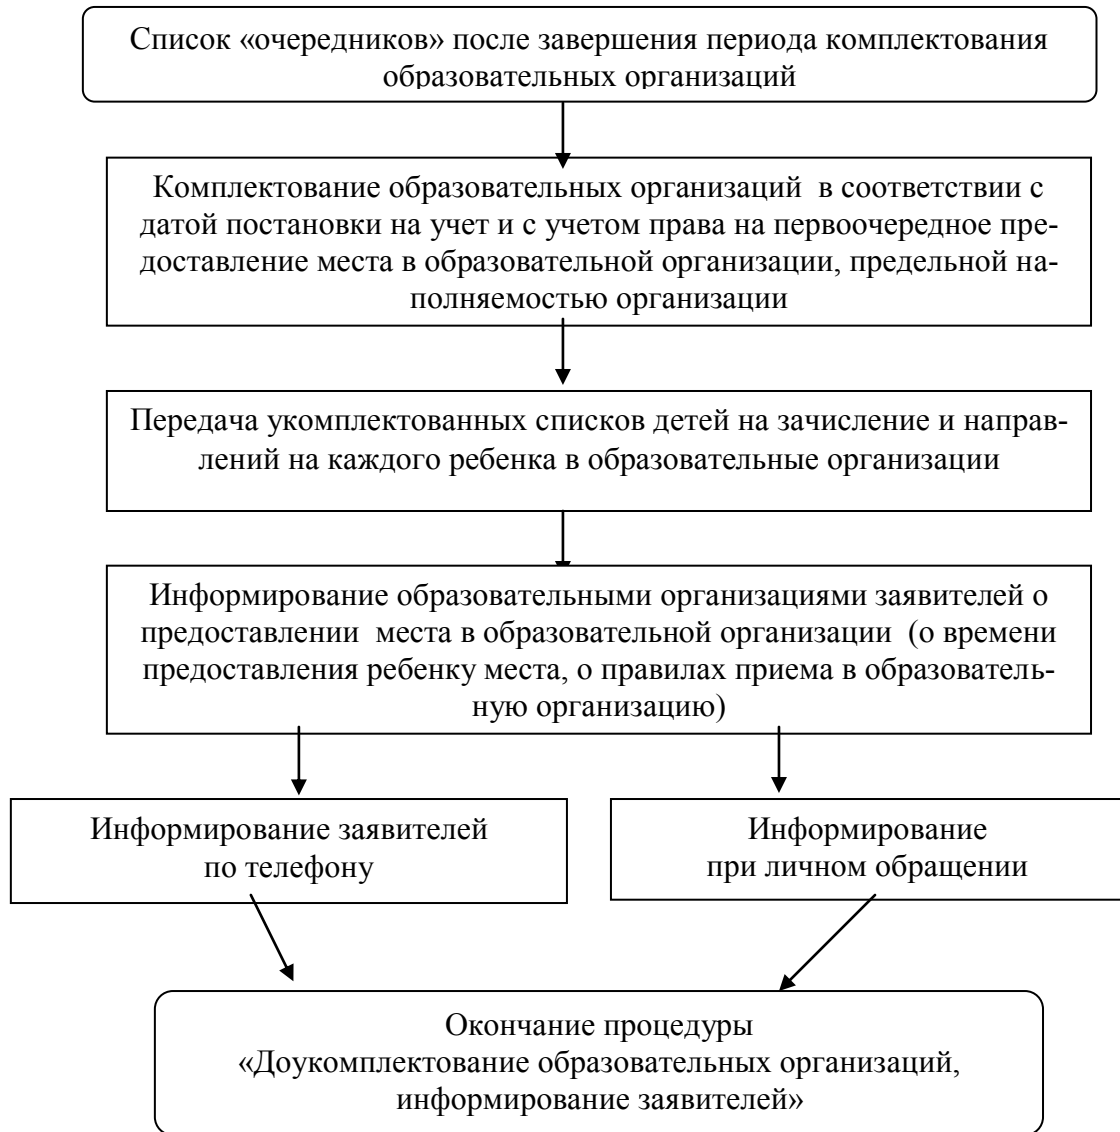 Список «очередников» после завершения периода комплектования
образовательных организаций
Комплектование образовательных организаций  в соответствии с
датой постановки на учет и с учетом права на первоочередное пре-
доставление места в образовательной организации, предельной на-
полняемостью организации
Передача укомплектованных списков детей на зачисление и направ-
лений на каждого ребенка в образовательные организации
Информирование образовательными организациями заявителей о
предоставлении  места в образовательной организации  (о времени
предоставления ребенку места, о правилах приема в образователь-
ную организацию)
Информирование заявителей
по телефону
Информирование
при личном обращении
Окончание процедуры
«Доукомплектование образовательных организаций,
информирование заявителей»